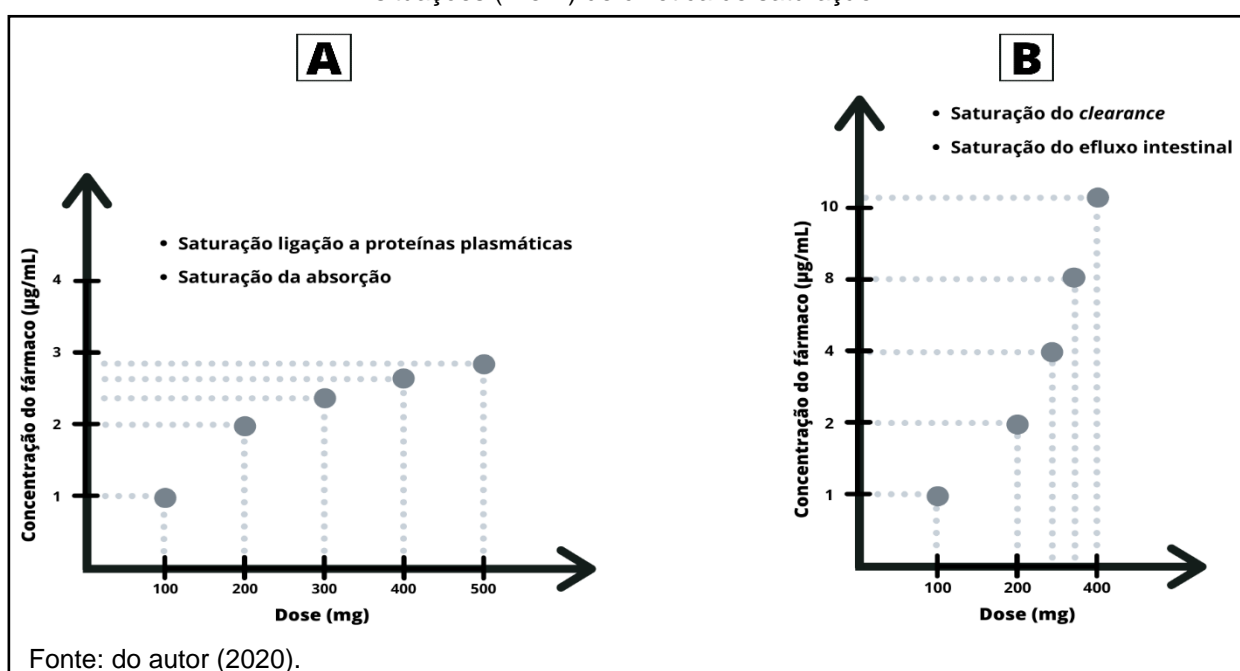 A
Saturação ligação a proteínas plasmáticas
Saturação da absorção
Concentração do fármaco (µg/mL)
4
3
2
1
100 200 300 400 500
Dose (mg)
B
Saturação do clearance
Saturação do efluxo intestinal
Concentração do fármaco (µg/mL)
10
8
4
2
1
100 200 400
Dose (mg)
Fonte: do autor (2020).